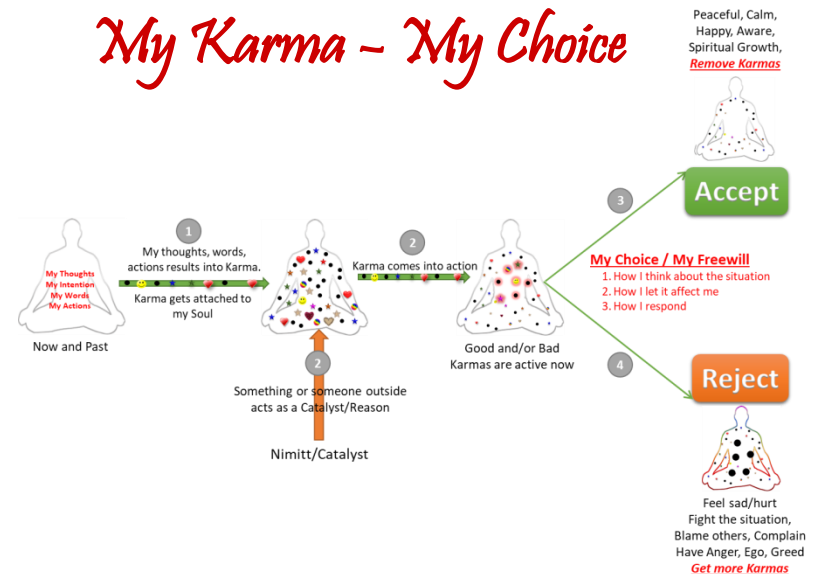 My Karma – My Choice
Peaceful, Calm,
Happy, Aware,
Spiritual Growth,
Remove Karmas
Accept
1
My thoughts, words,
actions results into Karma.
Karma gets attached to
my Soul
My Thoughts
My Intention
My Words
My Actions
Now and Past
2
Karma comes into action
2
Something or someone outside
acts as a Catalyst/Reason
Nimitt/Catalyst
Good and/or Bad
Karmas are active now
3
My Choice / My Freewill
1. How I think about the situation
2. How I let it affect me
3. How I respond
4
Reject
Feel sad/hurt
Fight the situation,
Blame others, Complain
Have Anger, Ego, Greed
Get more Karmas